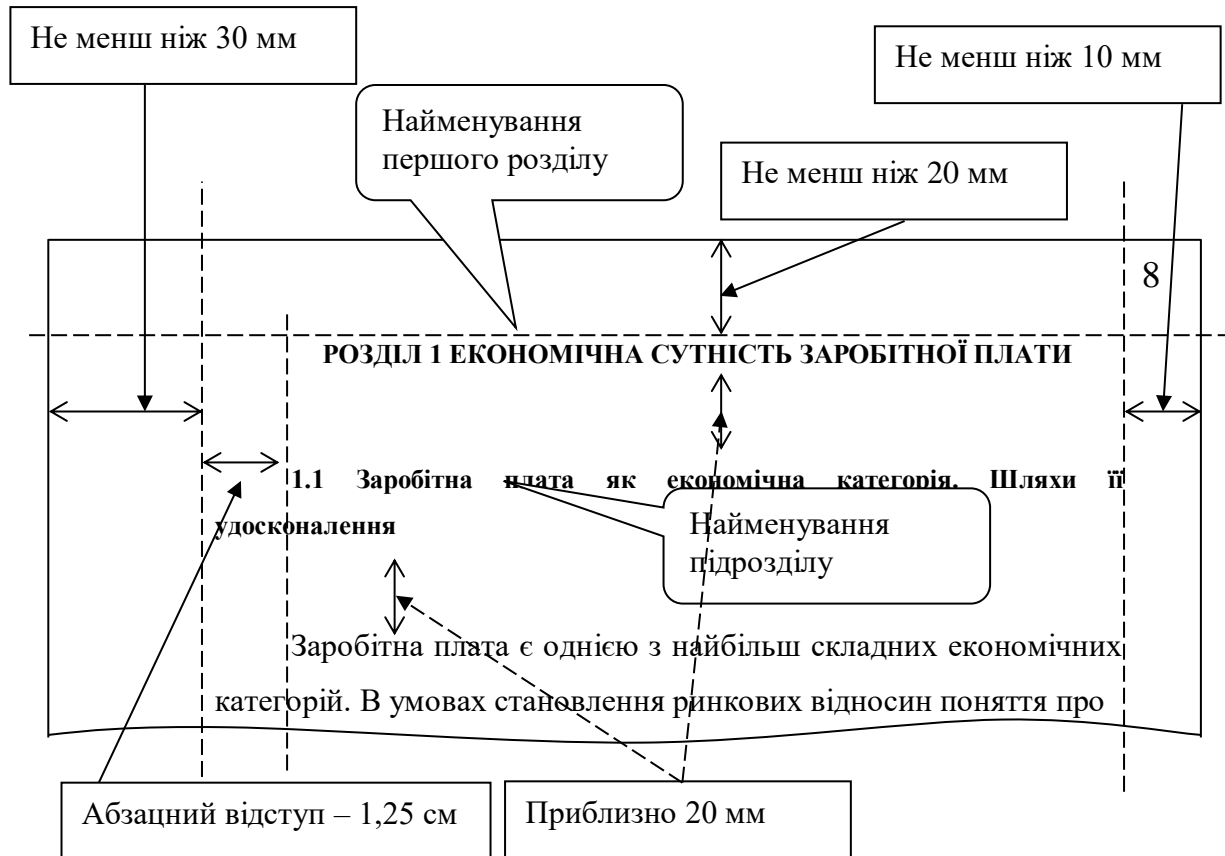 Не менш ніж 30 мм
Не менш ніж 10 мм
Найменування
першого розділу
Не менш ніж 20 мм
8
РОЗДІЛ 1 ЕКОНОМІЧНА СУТНІСТЬ ЗАРОБІТНОЇ ПЛАТИ
1.1 Заробітна плата як економічна категорія. Шляхи її
удосконалення
Найменування
підрозділу
Заробітна плата є однією з найбільш складних економічних
категорій. В умовах становлення ринкових відносин поняття про
Абзацний відступ – 1,25 см
Приблизно 20 мм